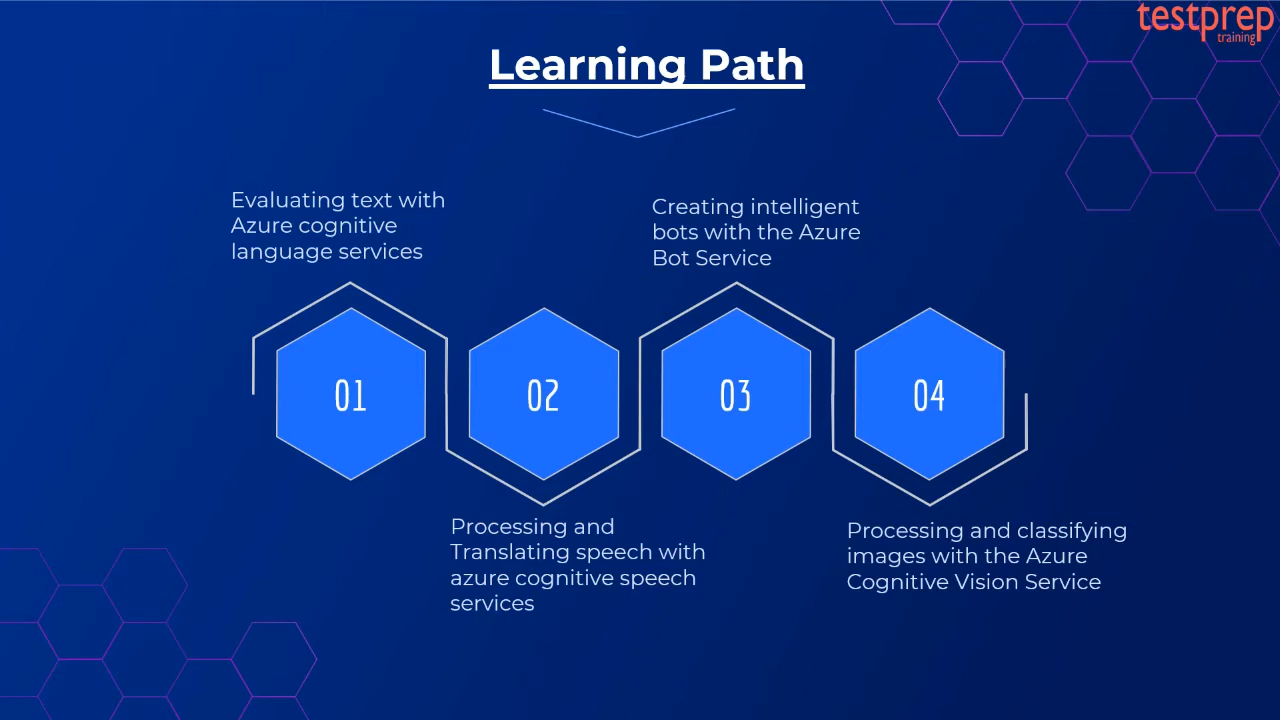 testprep
training
Learning Path
Evaluating text with
Azure cognitive
language services
Creating intelligent
bots with the Azure
Bot Service
01
02
03
04
Processing and
Translating speech with
azure cognitive speech
services
Processing and classifying
images with the Azure
Cognitive Vision Service